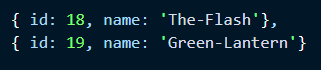 { id: 18, name: 'The-Flash'},
{ id: 19, name: 'Green-Lantern'}